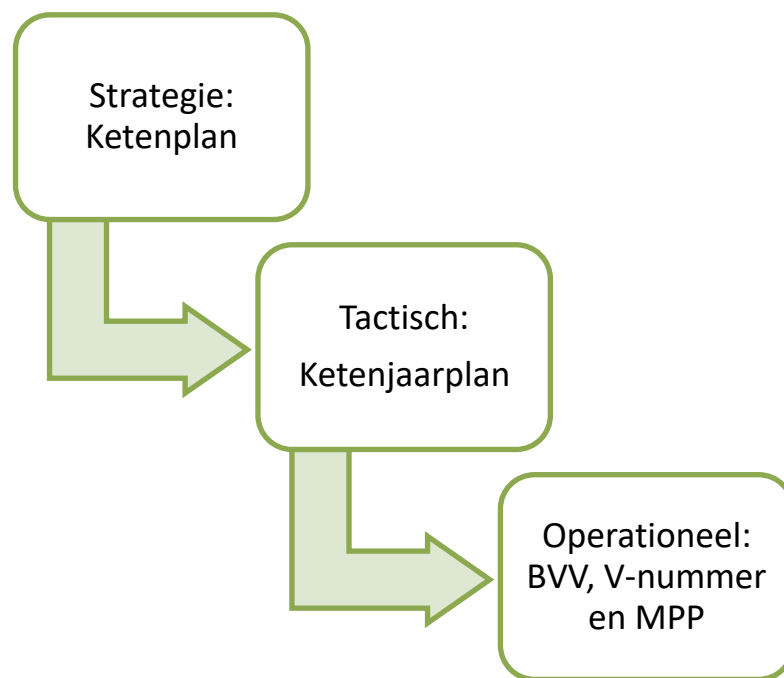 Strategie:
Ketenplan
Tactisch:
Ketenjaarplan
Operationeel:
BVV, V-nummer
en MPP